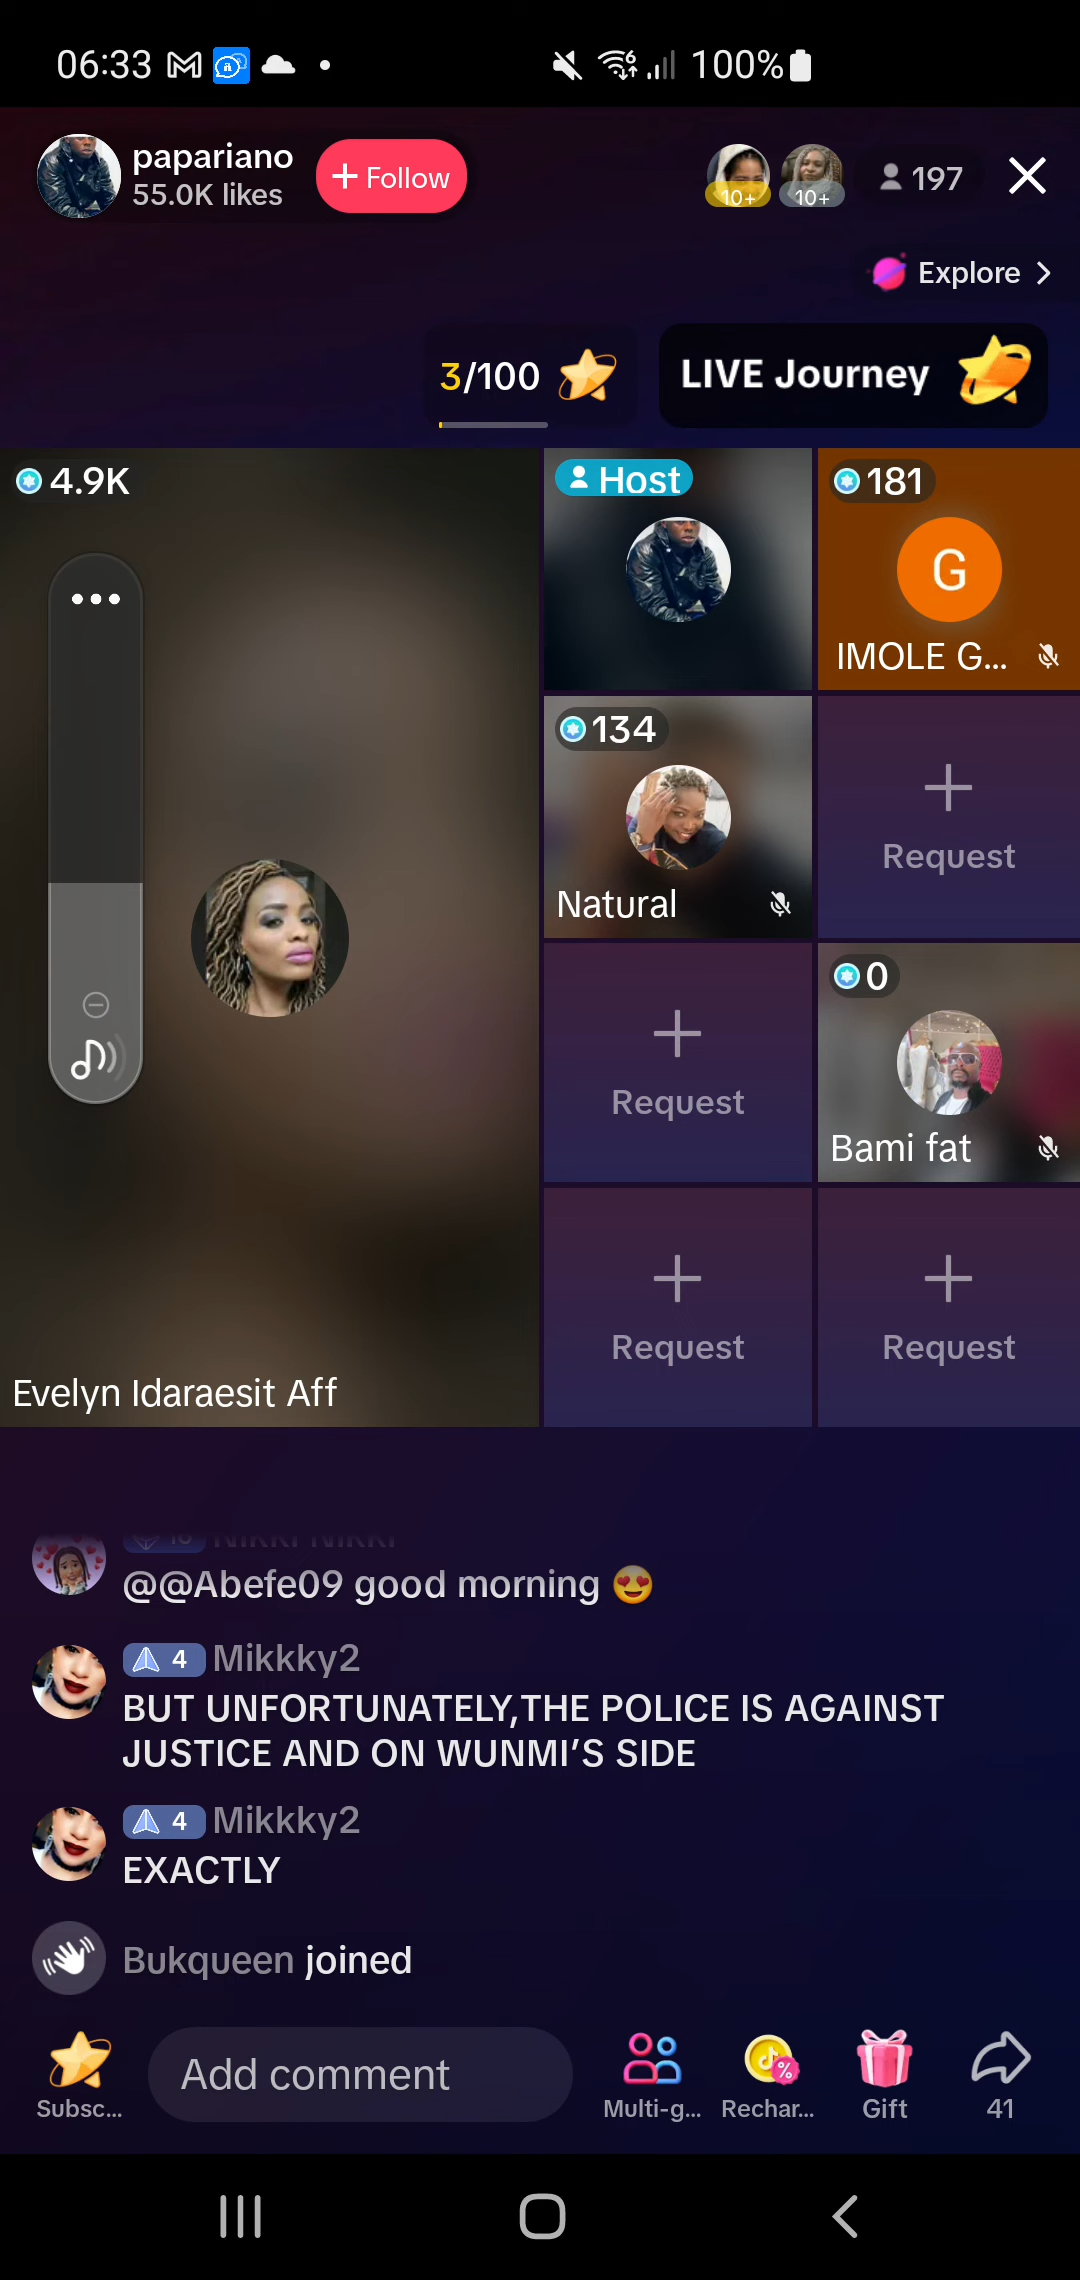 06:33
100%
papariano
55.0K likes
+ Follow
10+
10+
197
Explore
3/100
LIVE Journey
4.9K
Host
181
G
IMOLE G...
134
Natural
Request
Request
0
Bami fat
Request
Request
Evelyn Idaraesit Aff
@@Abefe09 good morning 😍
4 Mikkky2
BUT UNFORTUNATELY,THE POLICE IS AGAINST
JUSTICE AND ON WUNMI'S SIDE
4 Mikkky2
EXACTLY
Bukqueen joined
Add comment
Subsc...
Multi-g...
Rechar...
Gift
41